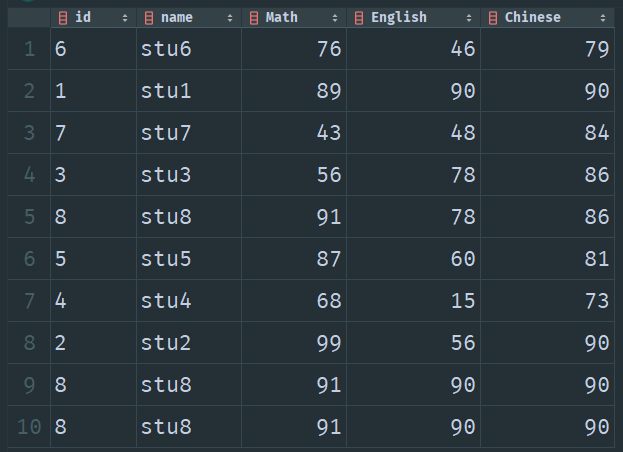 id name Math English Chinese
1 6 stu6 76 46 79
2 1 stu1 89 90 90
3 7 stu7 43 48 84
4 3 stu3 56 78 86
5 8 stu8 91 78 86
6 5 stu5 87 60 81
7 4 stu4 68 15 73
8 2 stu2 99 56 90
9 8 stu8 91 90 90
10 8 stu8 91 90 90